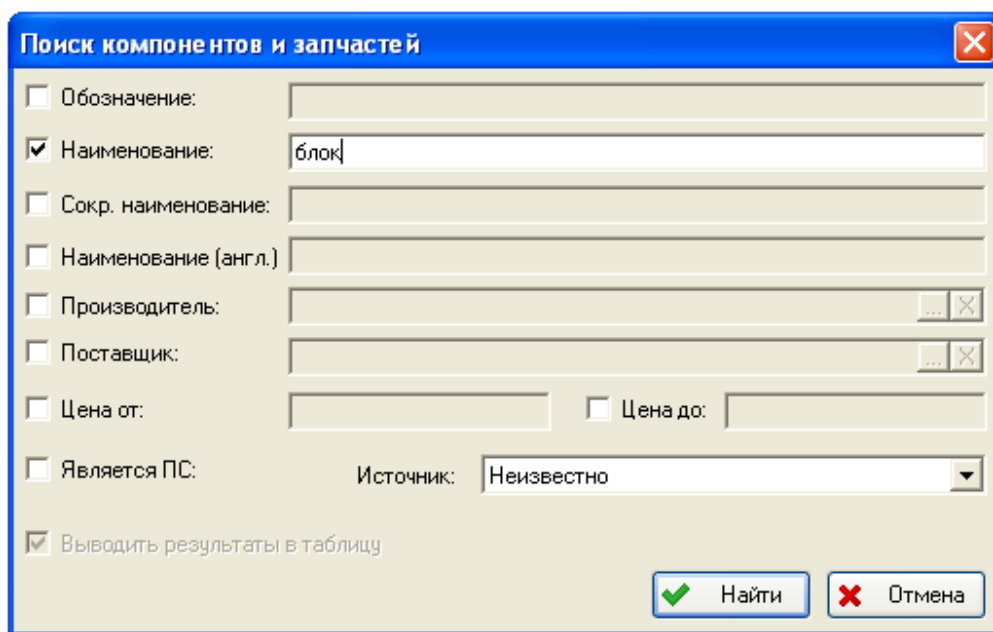 Поиск компонентов и запчастей
Обозначение:
Наименование: блок
Сокр. наименование:
Наименование (англ.)
Производитель: ...
Поставщик: ...
Цена от: Цена до:
Является ПС: Источник: Неизвестно
Выводить результаты в таблицу
Найти Отмена